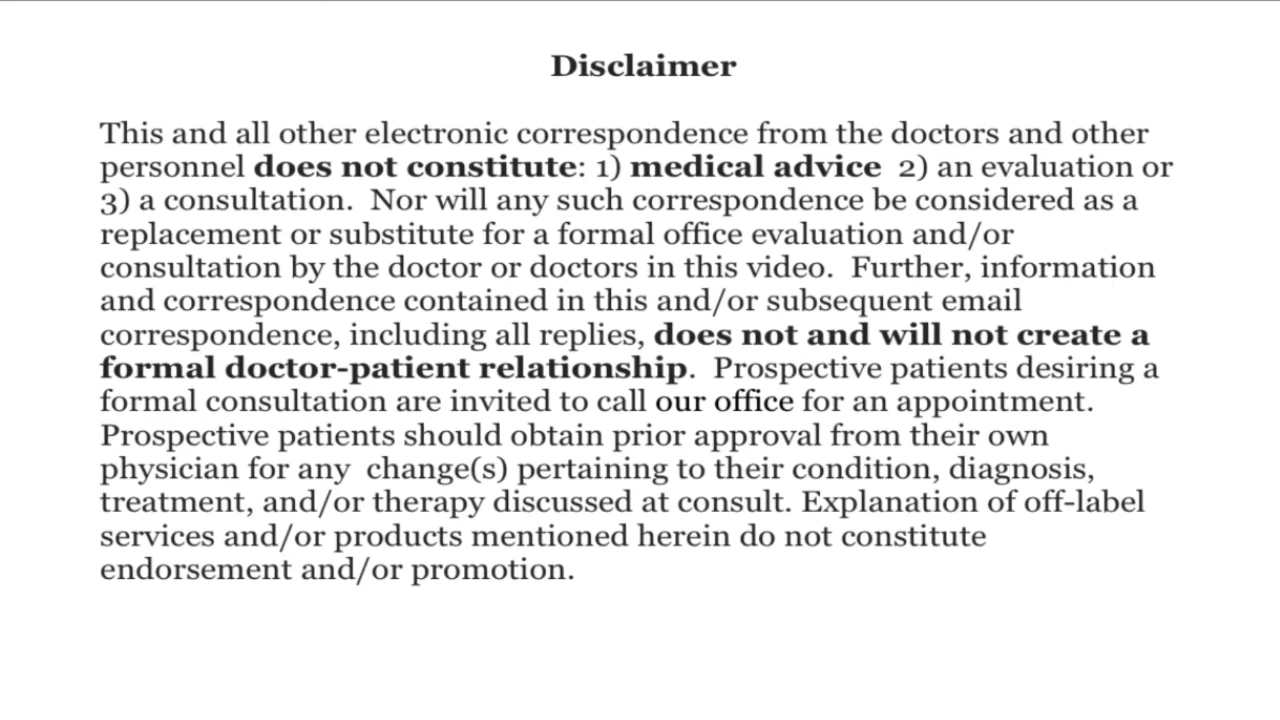 Disclaimer
This and all other electronic correspondence from the doctors and other
personnel does not constitute: 1) medical advice  2) an evaluation or
3) a consultation.  Nor will any such correspondence be considered as a
replacement or substitute for a formal office evaluation and/or
consultation by the doctor or doctors in this video.  Further, information
and correspondence contained in this and/or subsequent email
correspondence, including all replies, does not and will not create a
formal doctor-patient relationship.  Prospective patients desiring a
formal consultation are invited to call our office for an appointment.
Prospective patients should obtain prior approval from their own
physician for any  change(s) pertaining to their condition, diagnosis,
treatment, and/or therapy discussed at consult. Explanation of off-label
services and/or products mentioned herein do not constitute
endorsement and/or promotion.